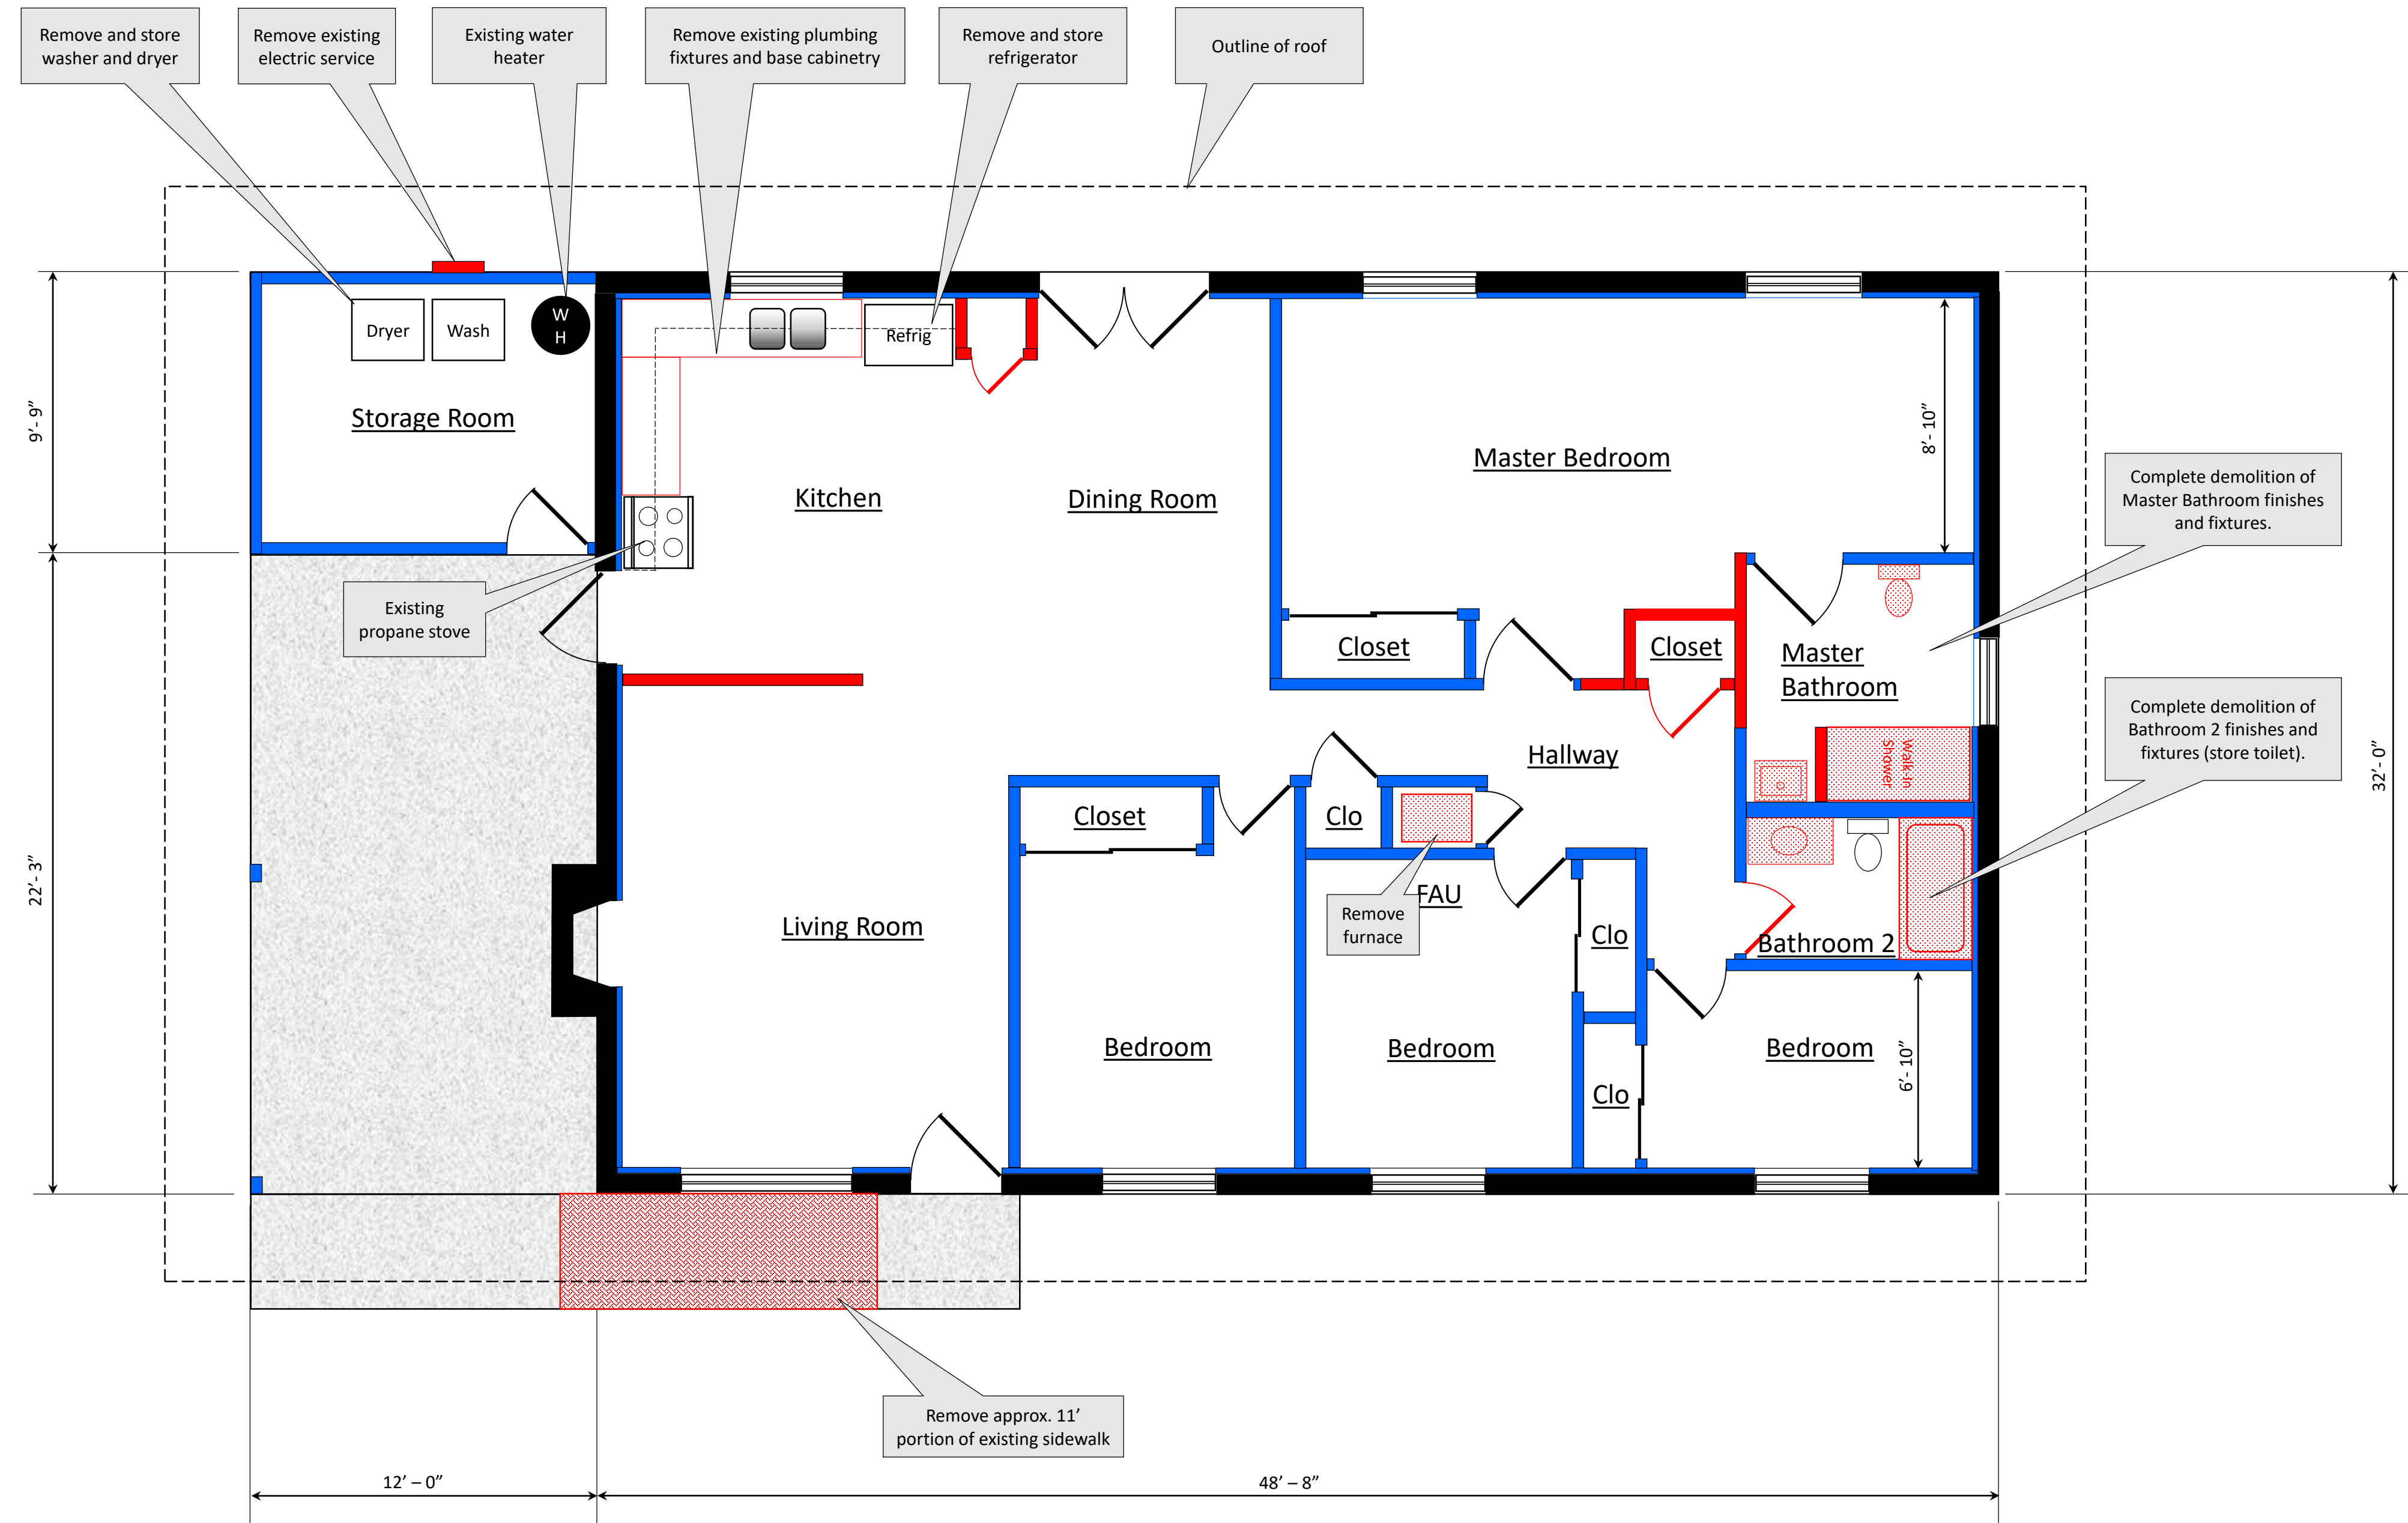 Remove and store
washer and dryer
Remove existing
electric service
Existing water
heater
Remove existing plumbing
fixtures and base cabinetry
Remove and store
refrigerator
Outline of roof
Dryer
Wash
W
H
Refrig
Storage Room
9’- 9”
Kitchen
Dining Room
Master Bedroom
8’- 10”
Complete demolition of
Master Bathroom finishes
and fixtures.
Existing
propane stove
Closet
Closet
Master
Bathroom
Complete demolition of
Bathroom 2 finishes and
fixtures (store toilet).
Walk-In
Shower
Hallway
32’- 0”
Closet
Clo
22’- 3”
FAU
Remove
furnace
Living Room
Clo
Bathroom 2
Bedroom
Bedroom
Bedroom
6’- 10”
Clo
Remove approx. 11’
portion of existing sidewalk
12’ – 0”
48’ – 8”